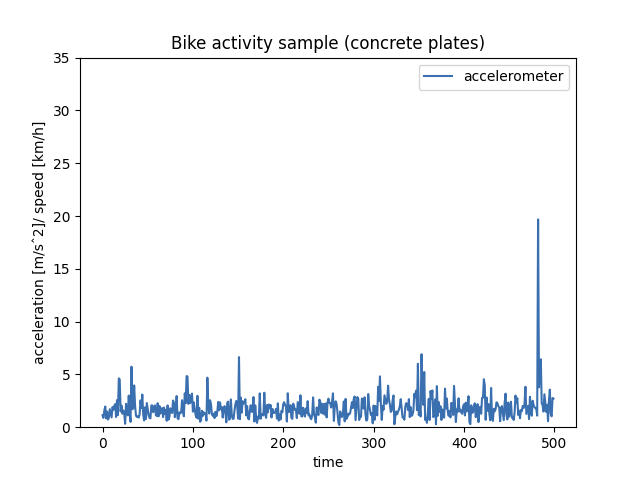 Bike activity sample (concrete plates)
accelerometer
acceleration [m/sˆ2]/ speed [km/h]
35
30
25
20
15
10
5
0
0 100 200 300 400 500
time